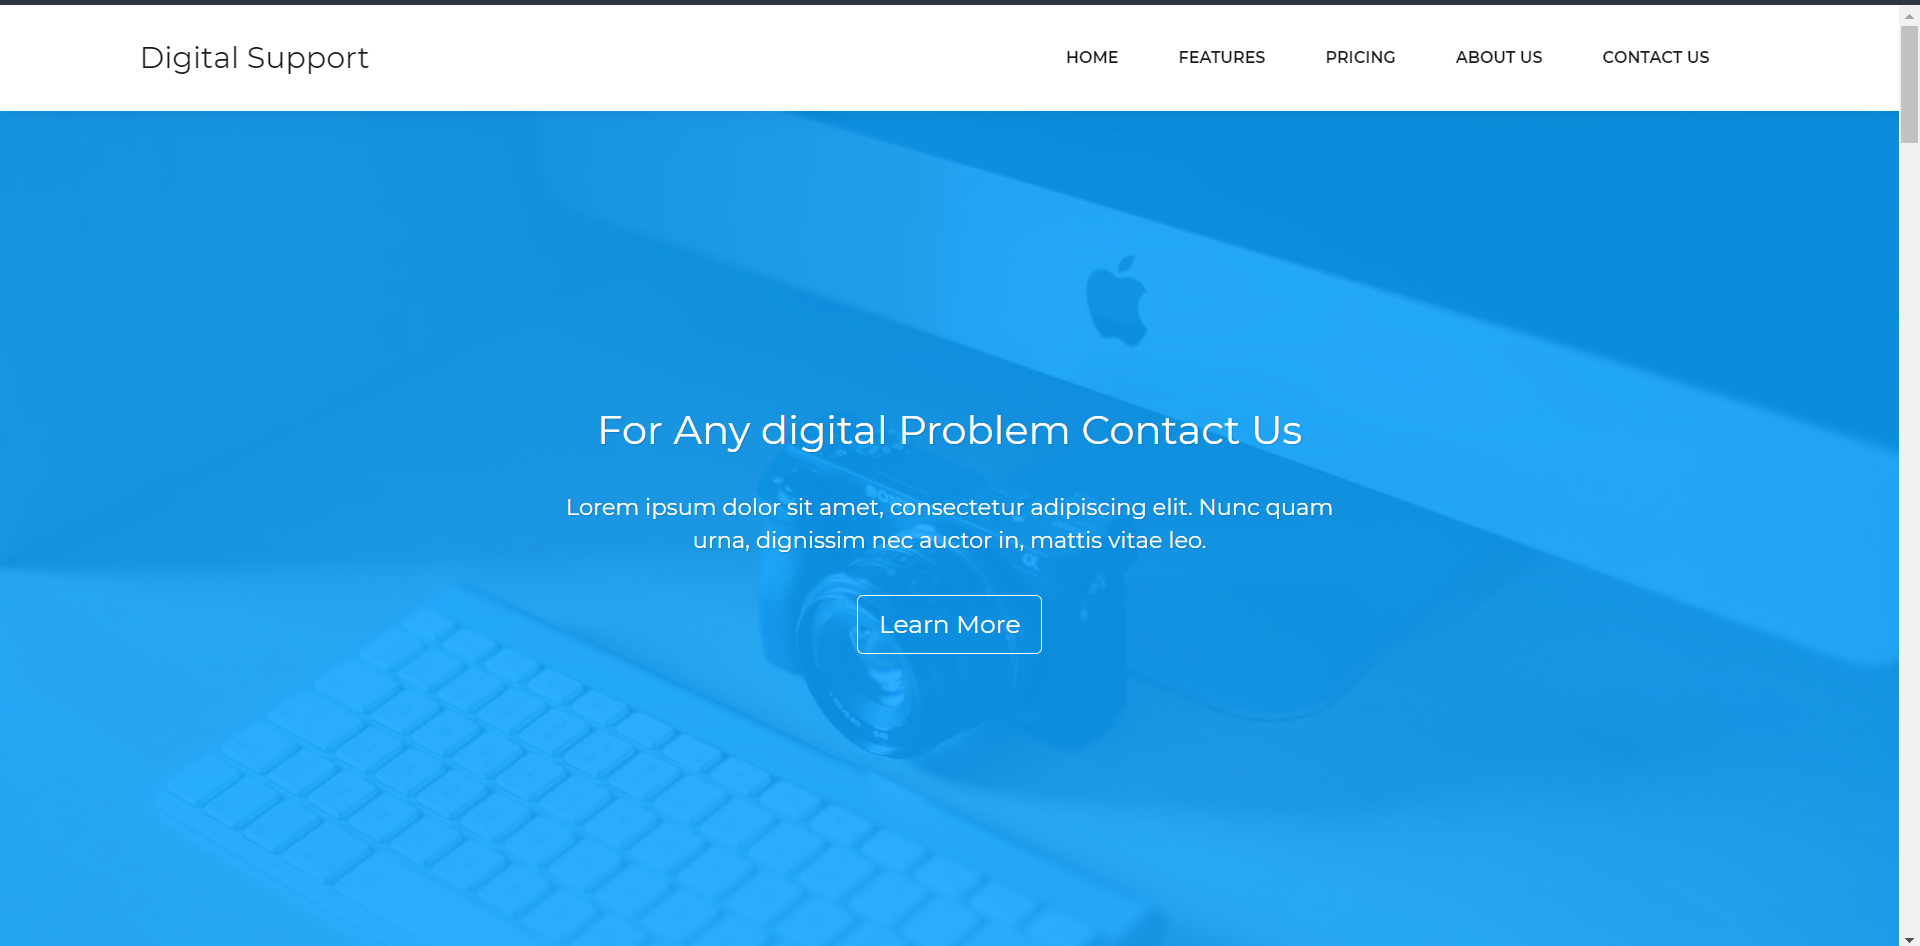 Digital Support
HOME FEATURES PRICING ABOUT US CONTACT US
For Any digital Problem Contact Us
Lorem ipsum dolor sit amet, consectetur adipiscing elit. Nunc quam
urna, dignissim nec auctor in, mattis vitae leo.
Learn More